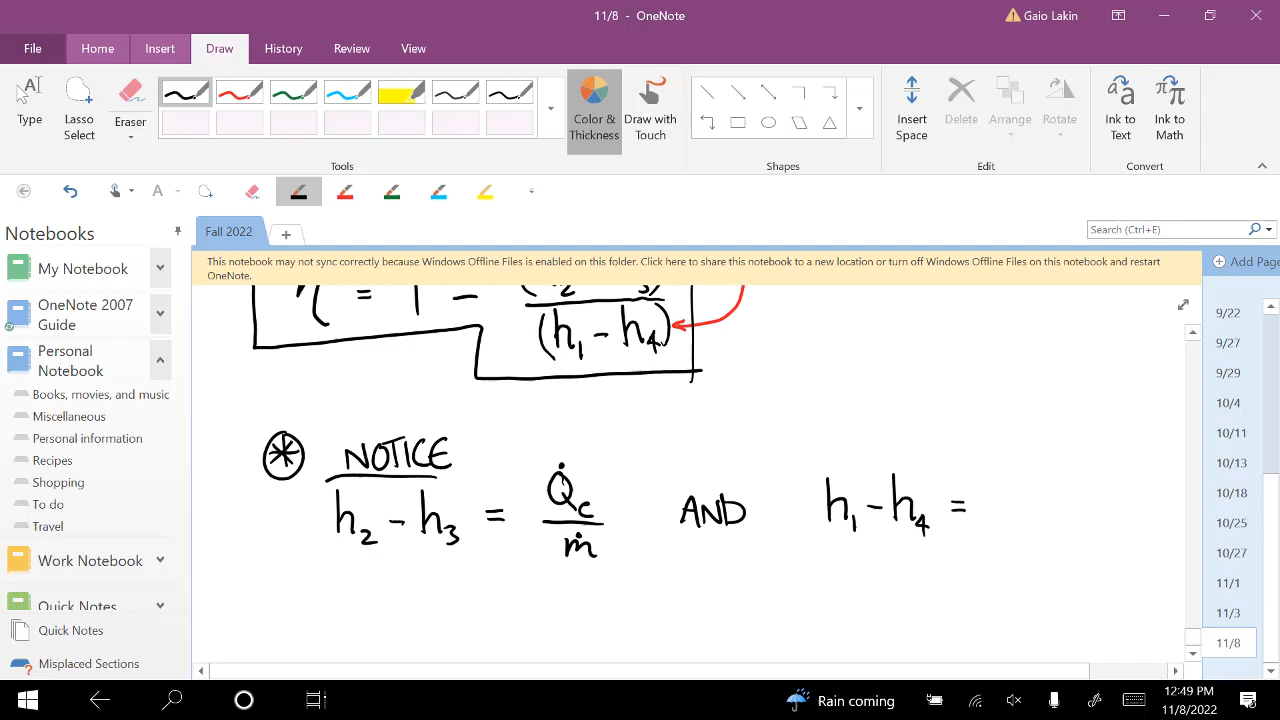 11/8 - OneNote
Gaio Lakin
File Home Insert Draw History Review View
Type
Lasso Select
Eraser
Color & Thickness
Draw with Touch
Insert Space
Delete
Arrange
Rotate
Ink to Text
Ink to Math
Tools
Shapes
Edit
Convert
A
Notebooks
Fall 2022
Search (Ctrl+E)
This notebook may not sync correctly because Windows Offline Files is enabled on this folder. Click here to share this notebook to a new location or turn off Windows Offline Files on this notebook and restart
OneNote.
Add Page
My Notebook
OneNote 2007
Guide
Personal
Notebook
Books, movies, and music
Miscellaneous
Personal information
Recipes
Shopping
To do
Travel
Work Notebook
Quick Notes
Quick Notes
Misplaced Sections
η = 1 - (h₂ - h₃) / (h₁ - h₄)
* NOTICE
h₂ - h₃ = Q̇c / ṁ AND h₁ - h₄ =
9/22
9/27
9/29
10/4
10/11
10/13
10/18
10/25
10/27
11/1
11/3
11/8
Rain coming
12:49 PM
11/8/2022